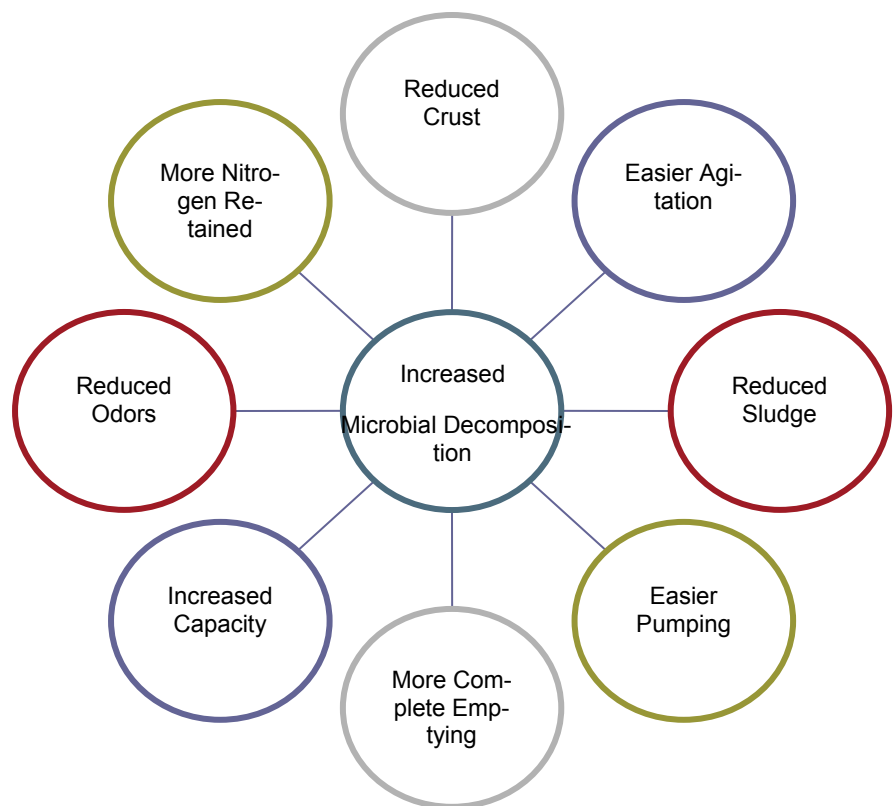 Reduced
Crust
Easier Agi-
tation
Reduced
Sludge
Easier
Pumping
More Com-
plete Emp-
tying
Increased
Capacity
Reduced
Odors
More Nitro-
gen Re-
tained
Increased
Microbial Decomposi-
tion